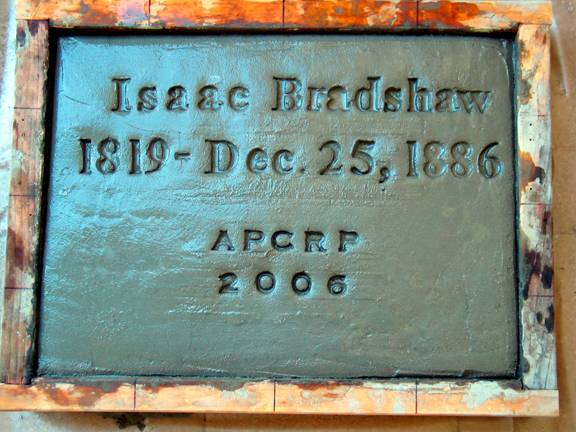 Isaac Bradshaw
1819- Dec. 25, 1886
APCRP
2006